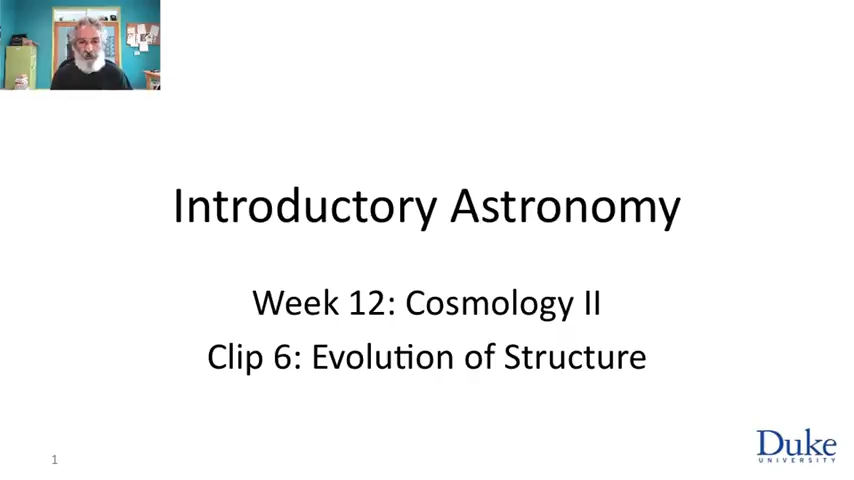 Introductory Astronomy
Week 12: Cosmology II
Clip 6: Evolution of Structure
1
Duke
UNIVERSITY